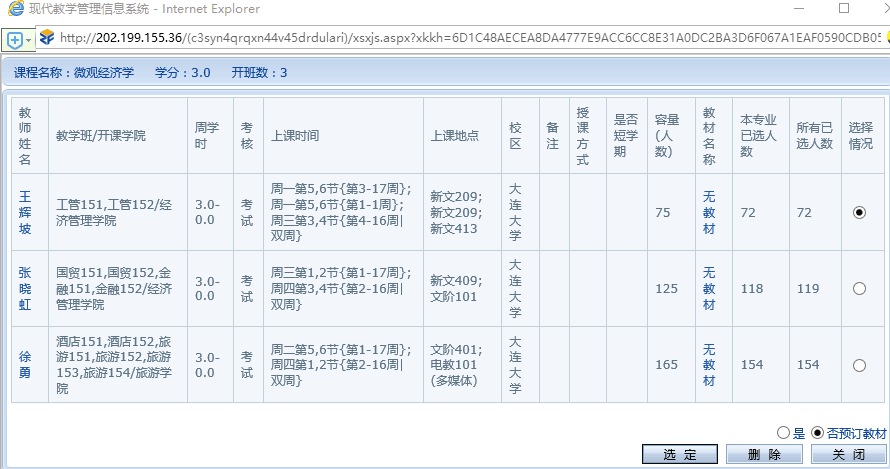 现代教学管理信息系统 - Internet Explorer
http://202.199.155.36/(c3syn4qrqxn44v45drdulari)/xsxjs.aspx?xkkh=6D1C48AECEA8DA4777E9ACC6CC8E31A0DC2BA3D6F067A1EAF0590CDB05
课程名称：微观经济学 学分：3.0 开班数：3
教师姓名 教学班/开课学院 周学时 考核 上课时间 上课地点 校区 备注 授课方式 是否短学期 容量(人数) 教材名称 本专业已选人数 所有已选人数 选择情况
王辉坡 工管151,工管152/经济管理学院 3.0-0.0 考试 周一第5,6节{第3-17周};周一第5,6节{第1-1周};周三第3,4节{第4-16周|双周} 新文209;新文209;新文413 大连大学 75 无教材 72 72
张晓虹 国贸151,国贸152,金融151,金融152/经济管理学院 3.0-0.0 考试 周三第1,2节{第1-17周};周四第3,4节{第2-16周|双周} 新文409;文阶101 大连大学 125 无教材 118 119
徐勇 酒店151,酒店152,旅游151,旅游152,旅游153,旅游154/旅游学院 3.0-0.0 考试 周二第5,6节{第1-17周};周四第1,2节{第2-16周|双周} 文阶401;电教101(多媒体) 大连大学 165 无教材 154 154
是 否预订教材
选 定 删 除 关 闭